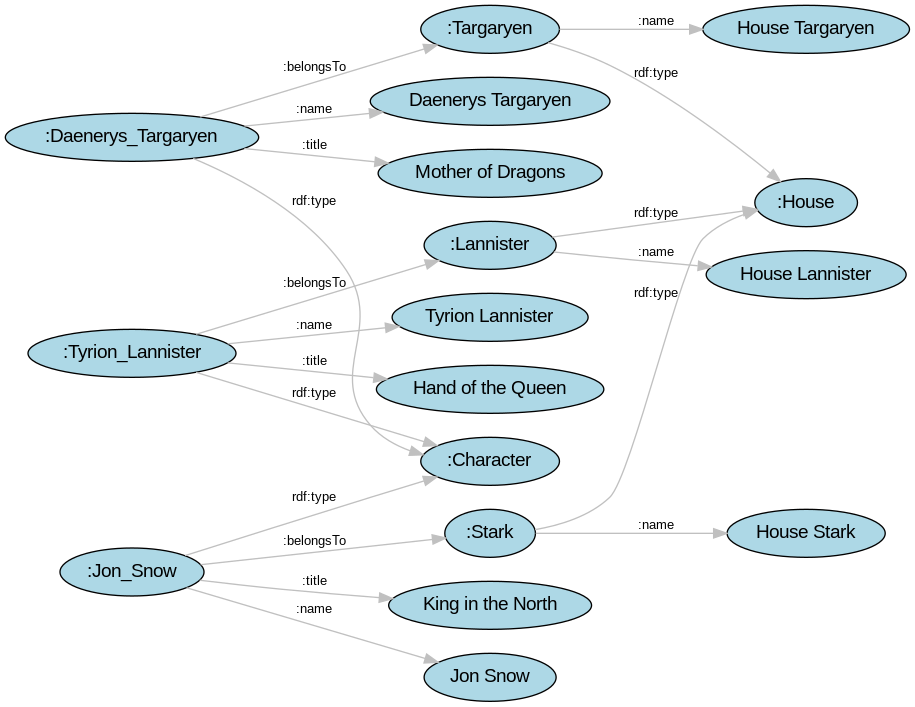 :Targaryen
:name
House Targaryen
:belongsTo
rdf:type
:name
Daenerys Targaryen
:Daenerys_Targaryen
:title
Mother of Dragons
rdf:type
:House
rdf:type
:Lannister
:name
House Lannister
:belongsTo
rdf:type
:name
Tyrion Lannister
:Tyrion_Lannister
:title
Hand of the Queen
rdf:type
:Character
rdf:type
:belongsTo
:Stark
:name
House Stark
:Jon_Snow
:title
King in the North
:name
Jon Snow